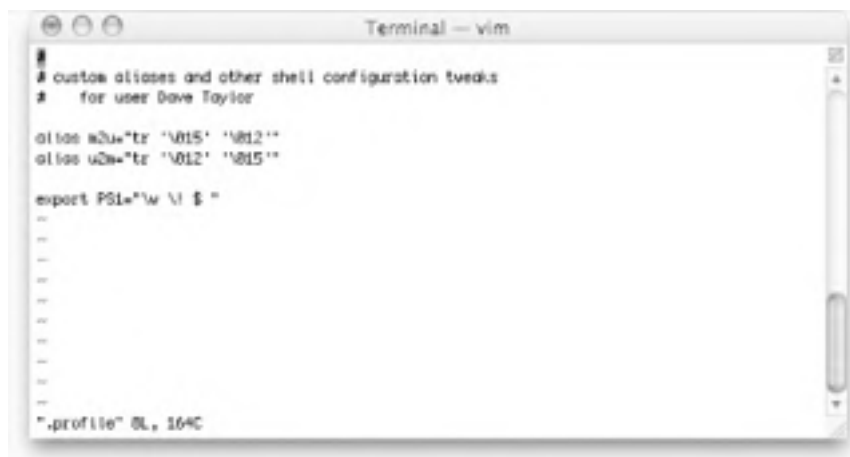 Terminal — vim
#
# custom aliases and other shell configuration tweaks
#    for user Dave Taylor
alias m2u="tr '\015' '\012'"
alias u2m="tr '\012' '\015'"
export PS1="\w \! $ "
~
~
~
~
~
~
~
~
~
~
".profile" 8L, 164C